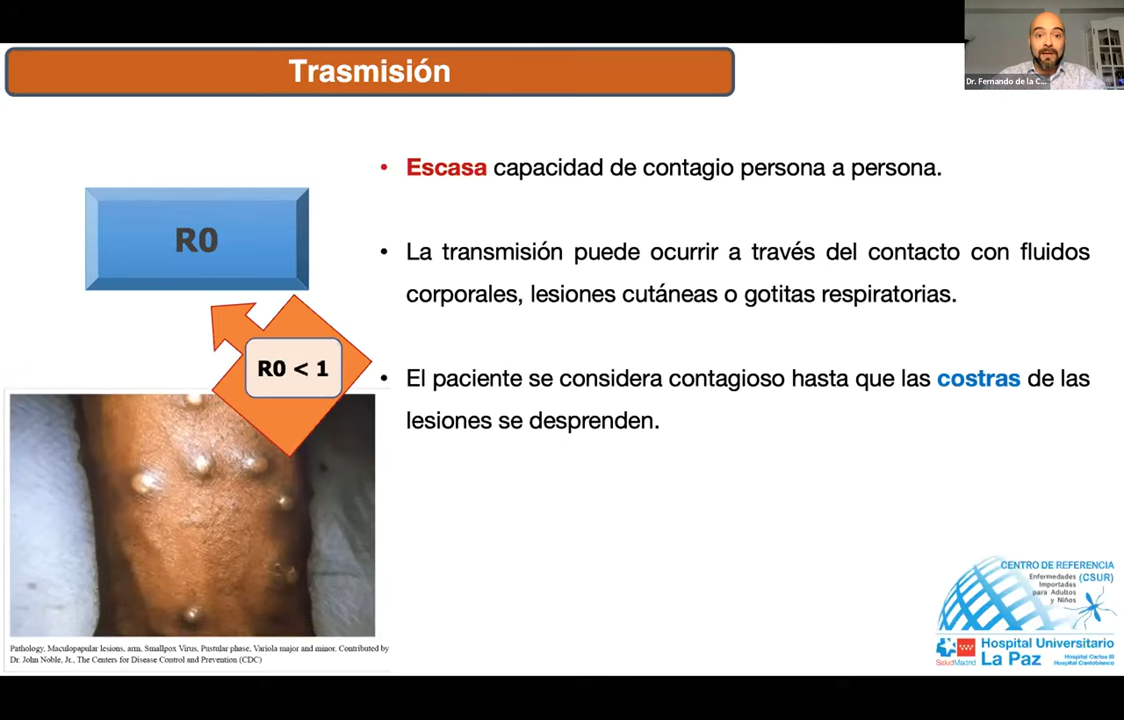 Trasmisión
Dr. Fernando de la C...
R0
R0 < 1
• Escasa capacidad de contagio persona a persona.
• La transmisión puede ocurrir a través del contacto con fluidos
corporales, lesiones cutáneas o gotitas respiratorias.
• El paciente se considera contagioso hasta que las costras de las
lesiones se desprenden.
Pathology, Maculopapular lesions, arm, Smallpox Virus, Pustular phase, Variola major and minor. Contributed by
Dr. John Noble, Jr., The Centers for Disease Control and Prevention (CDC)
CENTRO DE REFERENCIA
Enfermedades (CSUR)
Importadas
para Adultos
y Niños
SaludMadrid
Hospital Universitario
La Paz
Hospital Carlos III
Hospital Cantoblanco